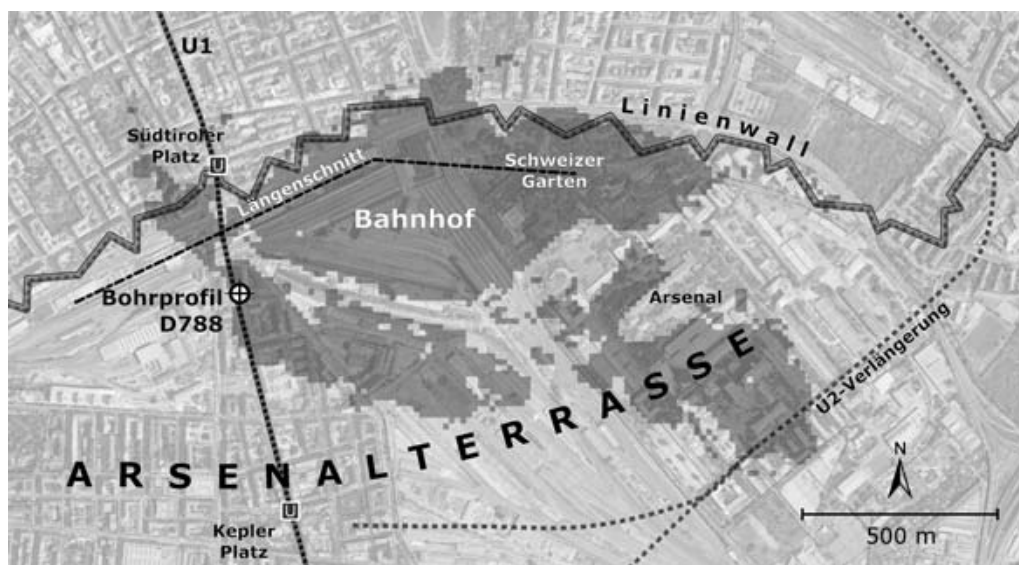 U1
Linienwall
Südtiroler
Platz
U
Längenschnitt
Schweizer
Garten
Bahnhof
Bohrprofil
D788
Arsenal
U2-Verlängerung
ARSENALTERRASSE
N
U
Kepler
Platz
500 m